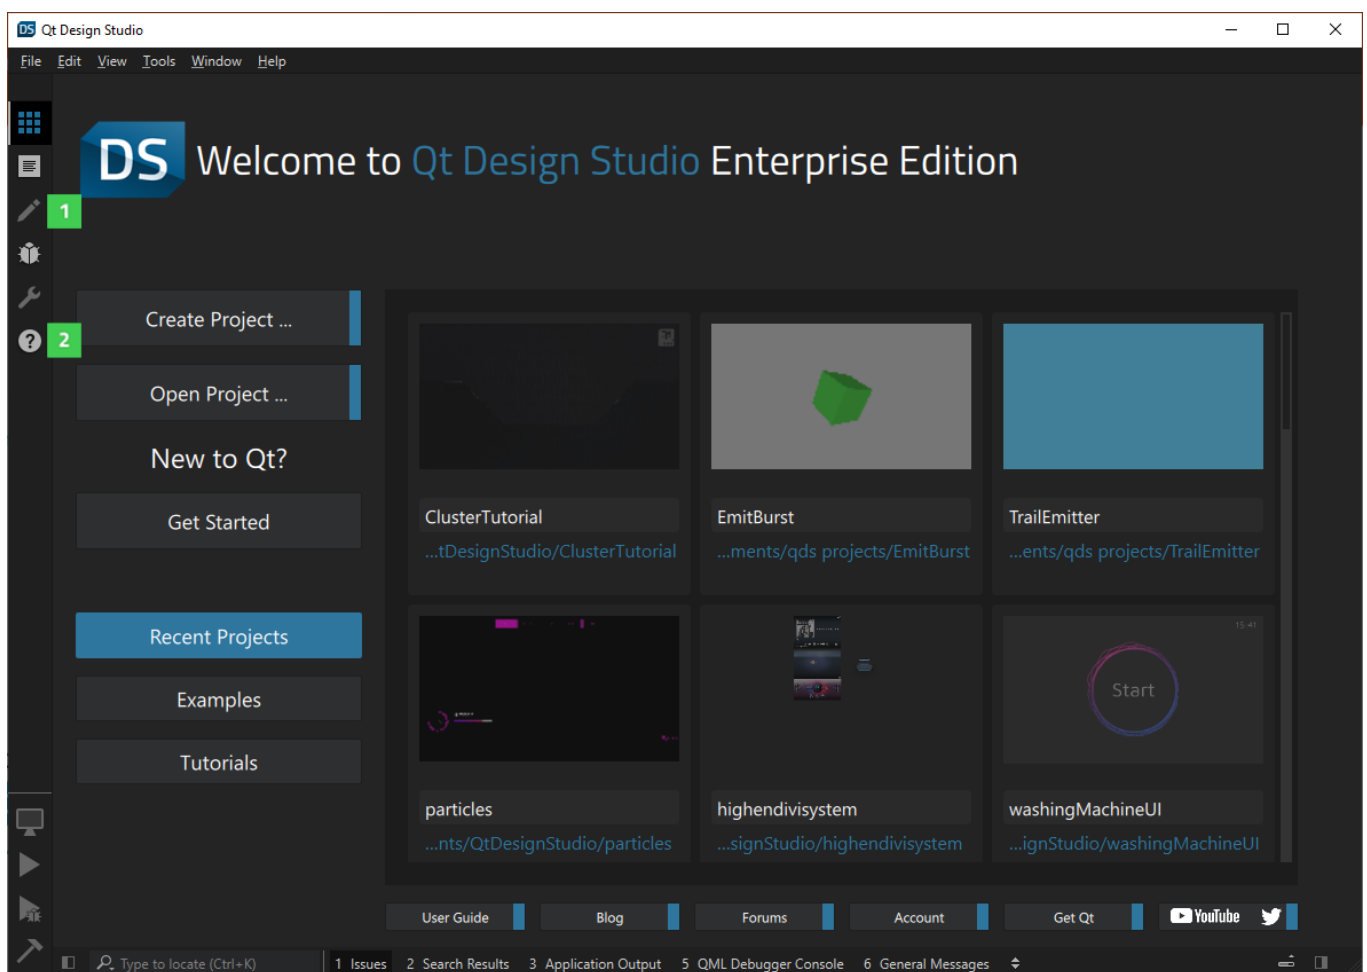 DS Qt Design Studio
File Edit View Tools Window Help
DS Welcome to Qt Design Studio Enterprise Edition
1
2
Create Project ...
Open Project ...
New to Qt?
Get Started
Recent Projects
Examples
Tutorials
ClusterTutorial
...tDesignStudio/ClusterTutorial
EmitBurst
...ments/qds projects/EmitBurst
TrailEmitter
...ents/qds projects/TrailEmitter
particles
...nts/QtDesignStudio/particles
highendivisystem
...signStudio/highendivisystem
15:41
Start
washingMachineUI
...ignStudio/washingMachineUI
User Guide Blog Forums Account Get Qt YouTube
Type to locate (Ctrl+K) 1 Issues 2 Search Results 3 Application Output 5 QML Debugger Console 6 General Messages